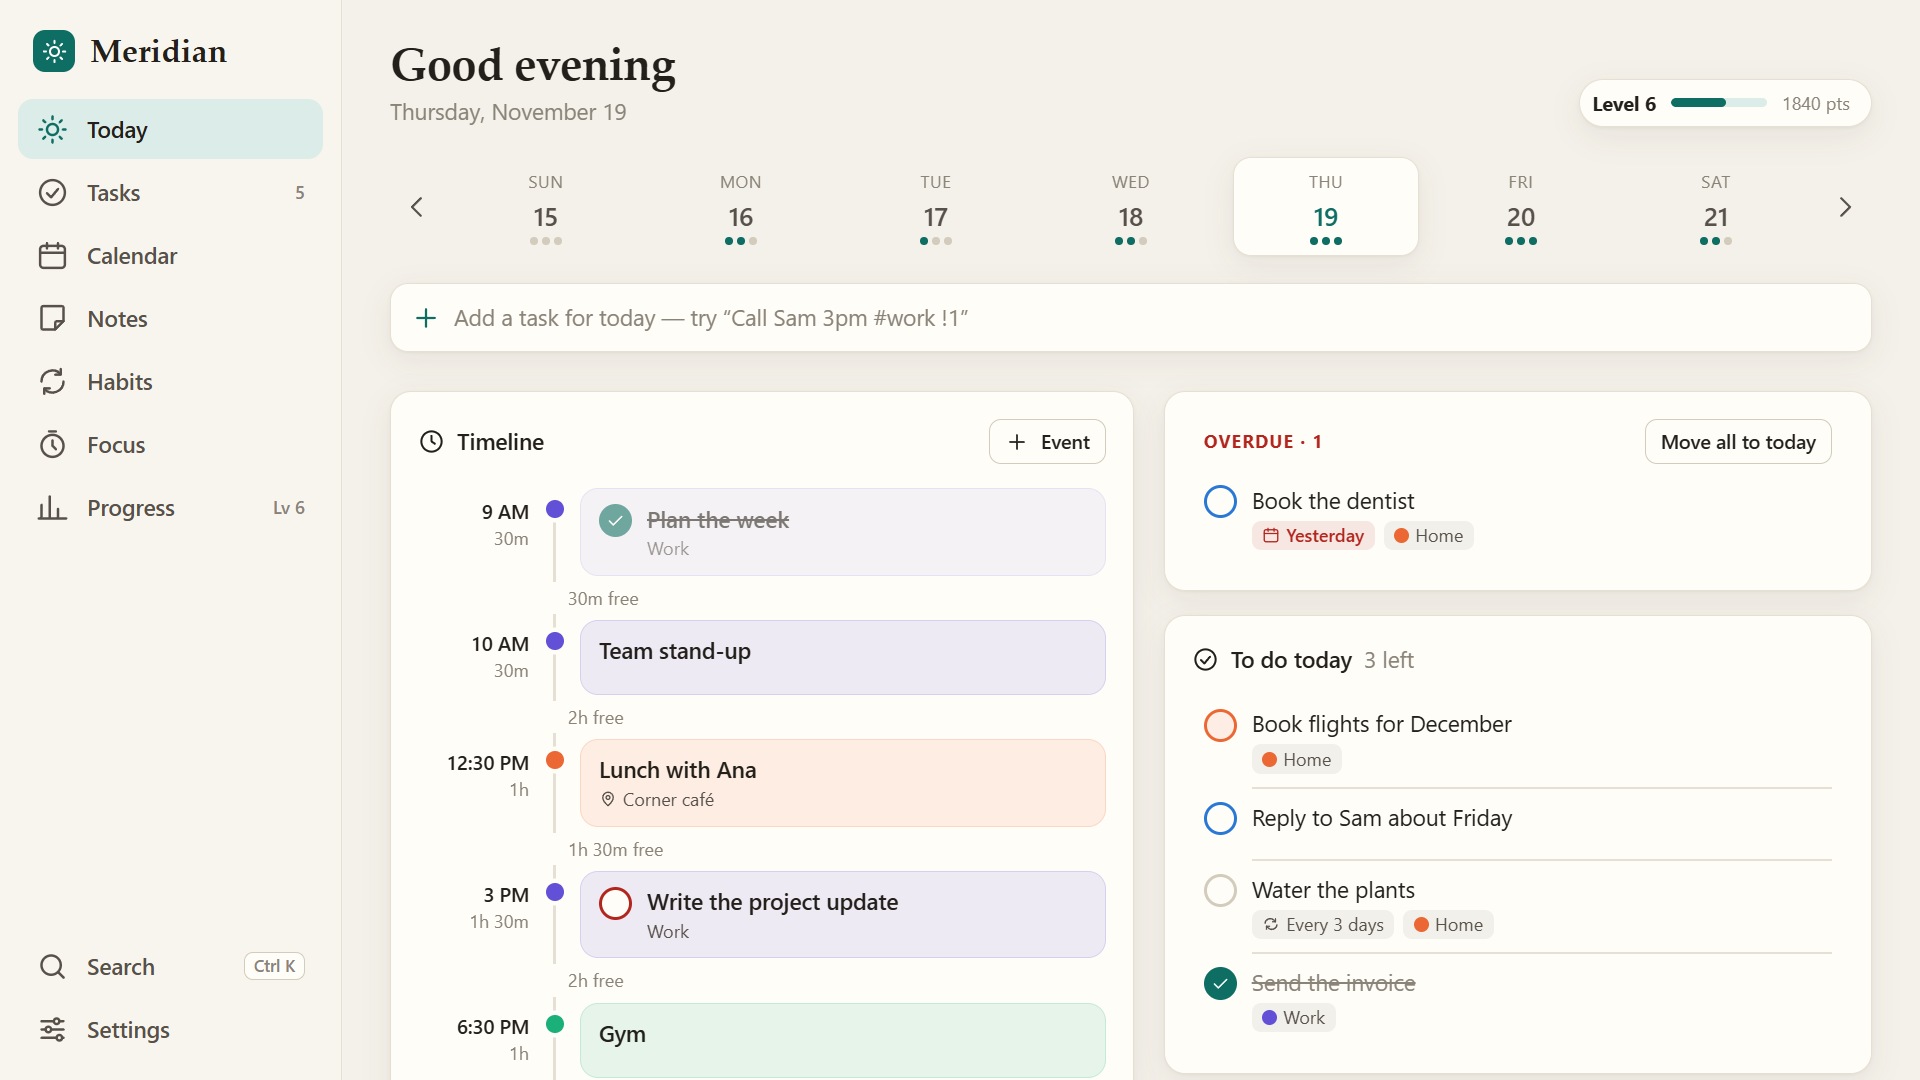 Meridian
Today
Tasks 5
Calendar
Notes
Habits
Focus
Progress Lv 6
Search Ctrl K
Settings
Good evening
Thursday, November 19
Level 6 1840 pts
SUN MON TUE WED THU FRI SAT
15 16 17 18 19 20 21
Add a task for today — try “Call Sam 3pm #work !1”
Timeline
Event
9 AM
30m
Plan the week
Work
30m free
10 AM
30m
Team stand-up
2h free
12:30 PM
1h
Lunch with Ana
Corner café
1h 30m free
3 PM
1h 30m
Write the project update
Work
2h free
6:30 PM
1h
Gym
OVERDUE · 1
Move all to today
Book the dentist
Yesterday Home
To do today 3 left
Book flights for December
Home
Reply to Sam about Friday
Water the plants
Every 3 days Home
Send the invoice
Work